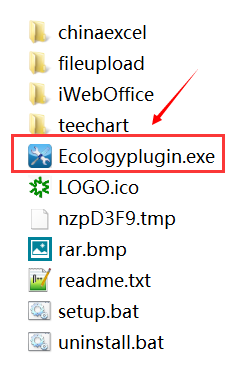 chinaexcel
fileupload
iWebOffice
teechart
Ecologyplugin.exe
LOGO.ico
nzpD3F9.tmp
rar.bmp
readme.txt
setup.bat
uninstall.bat